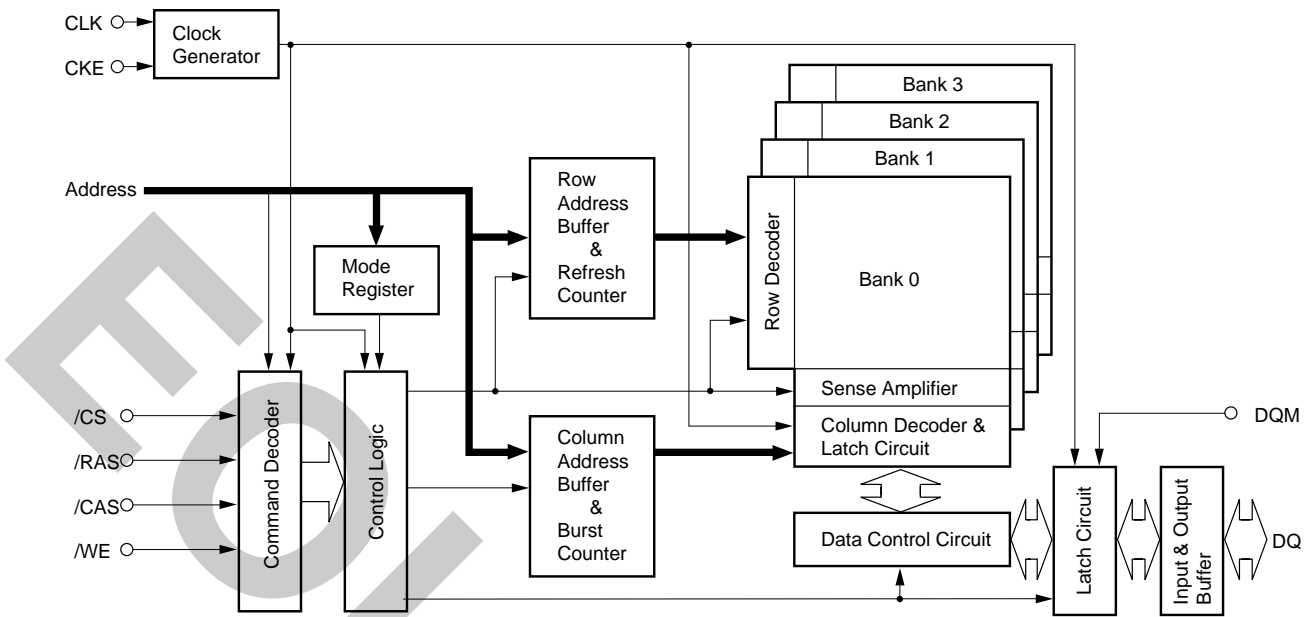 CLK
CKE
Clock
Generator
Bank 3
Bank 2
Bank 1
Address
Row
Address
Buffer
&
Refresh
Counter
Mode
Register
Row Decoder
Bank 0
Sense Amplifier
Column Decoder &
Latch Circuit
/CS
/RAS
/CAS
/WE
Command Decoder
Control Logic
Column
Address
Buffer
&
Burst
Counter
Data Control Circuit
DQM
Latch Circuit
Input & Output
Buffer
DQ
EO